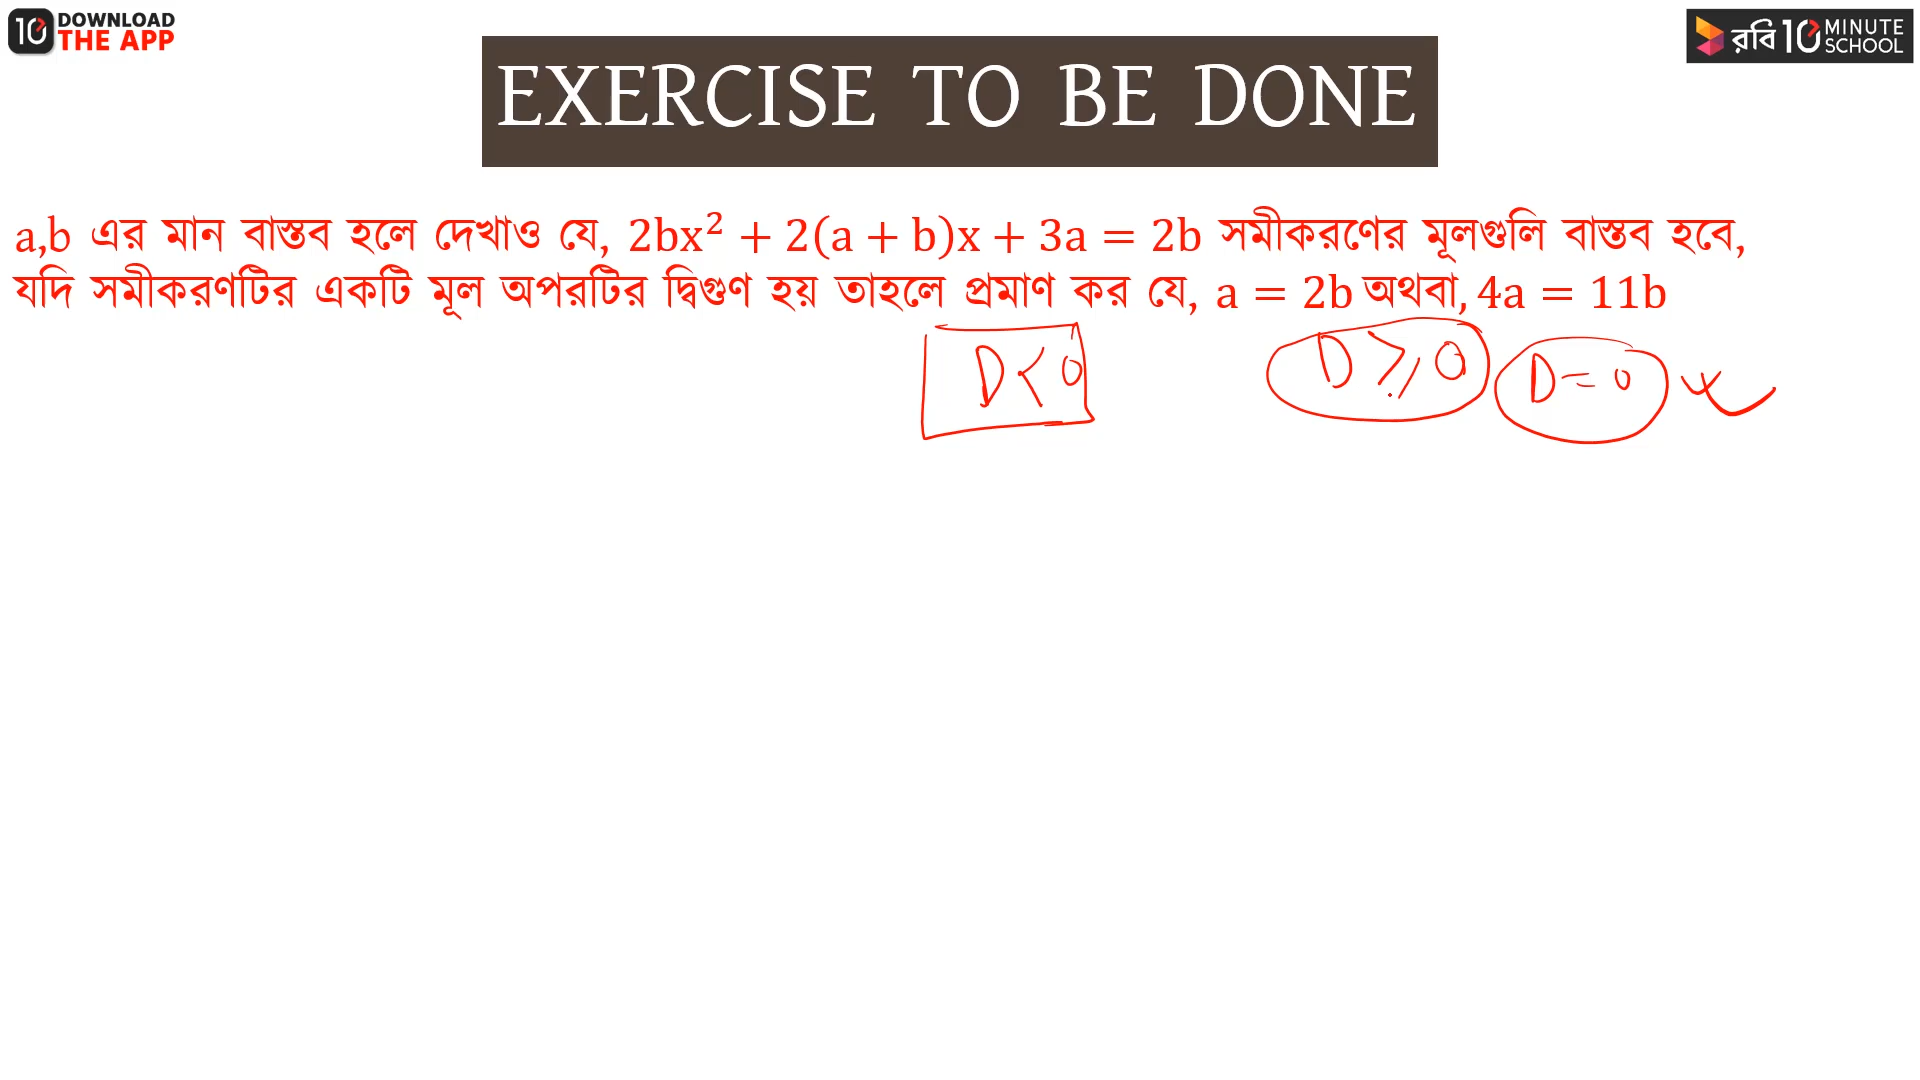 DOWNLOAD
THE APP
রবি 10 MINUTE SCHOOL
EXERCISE TO BE DONE
a,b এর মান বাস্তব হলে দেখাও যে, 2bx² + 2(a + b)x + 3a = 2b সমীকরণের মূলগুলি বাস্তব হবে,
যদি সমীকরণটির একটি মূল অপরটির দ্বিগুণ হয় তাহলে প্রমাণ কর যে, a = 2b অথবা, 4a = 11b
D < 0 D ≥ 0 D = 0